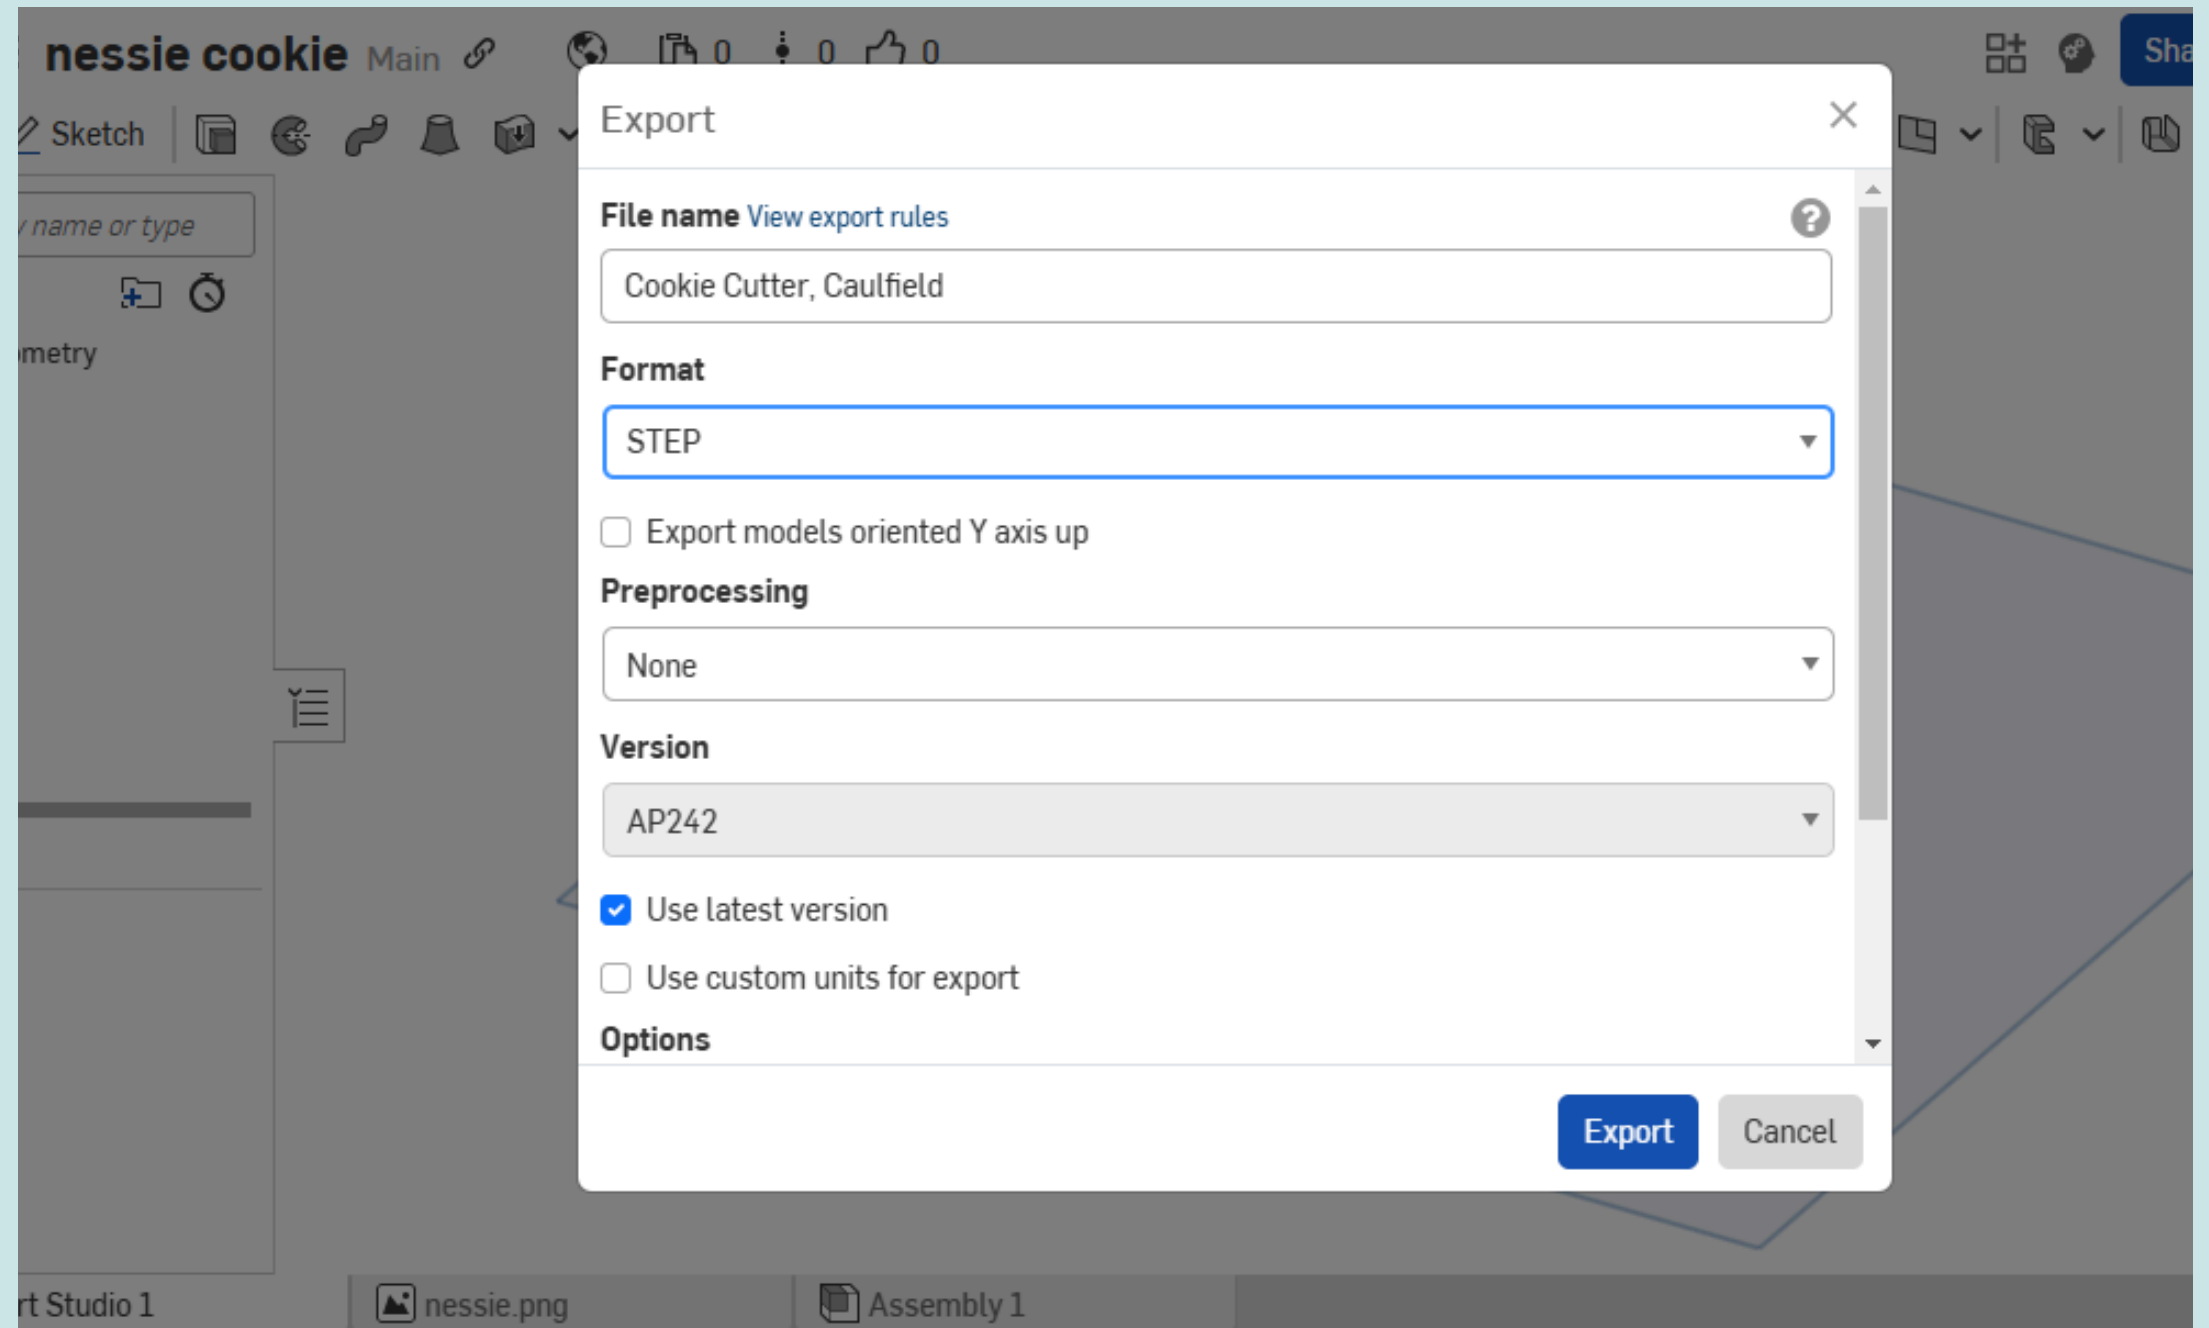 nessie cookie Main 0 0 0
Sha
Sketch
name or type
Export
File name View export rules
Cookie Cutter, Caulfield
Format
STEP
Export models oriented Y axis up
Preprocessing
None
Version
AP242
Use latest version
Use custom units for export
Options
Export Cancel
ometry
rt Studio 1
nessie.png
Assembly 1